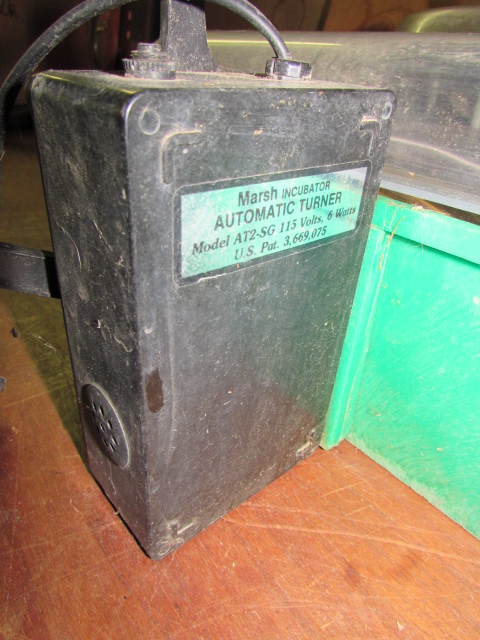 Marsh INCUBATOR
AUTOMATIC TURNER
Model AT2-SG 115 Volts, 6 Watts
U.S. Pat. 3,669,075